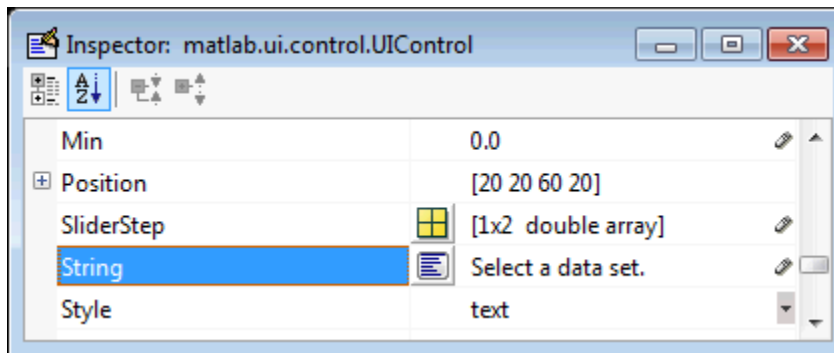 Inspector: matlab.ui.control.UIControl
A
Z
Min 0.0
Position [20 20 60 20]
SliderStep [1x2 double array]
String Select a data set.
Style text